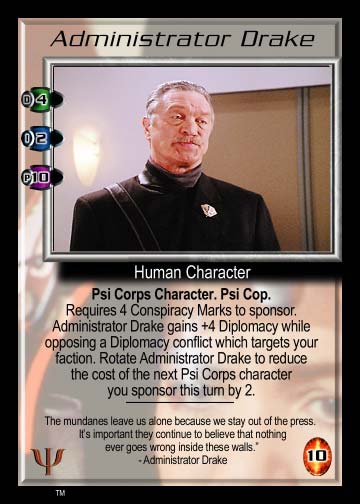 Administrator Drake
D 4
I 2
P 10
Human Character
Psi Corps Character. Psi Cop.
Requires 4 Conspiracy Marks to sponsor.
Administrator Drake gains +4 Diplomacy while
opposing a Diplomacy conflict which targets your
faction. Rotate Administrator Drake to reduce
the cost of the next Psi Corps character
you sponsor this turn by 2.
The mundanes leave us alone because we stay out of the press.
It's important they continue to believe that nothing
ever goes wrong inside these walls."
- Administrator Drake
Ψ
10
TM